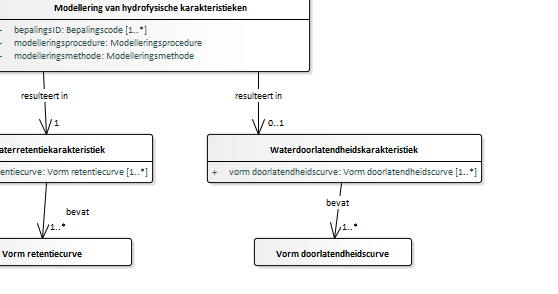 Modellering van hydrofysische karakteristieken
bepalingsID: Bepalingscode [1..*]
modelleringsprocedure: Modelleringsprocedure
modelleringsmethode: Modelleringsmethode
resulteert in
resulteert in
1
0..1
aterretentiekarakteristiek
Waterdoorlatendheidskarakteristiek
entiecurve: Vorm retentiecurve [1..*]
+ vorm doorlatendheidscurve: Vorm doorlatendheidscurve [1..*]
bevat
bevat
1..*
1..*
Vorm retentiecurve
Vorm doorlatendheidscurve